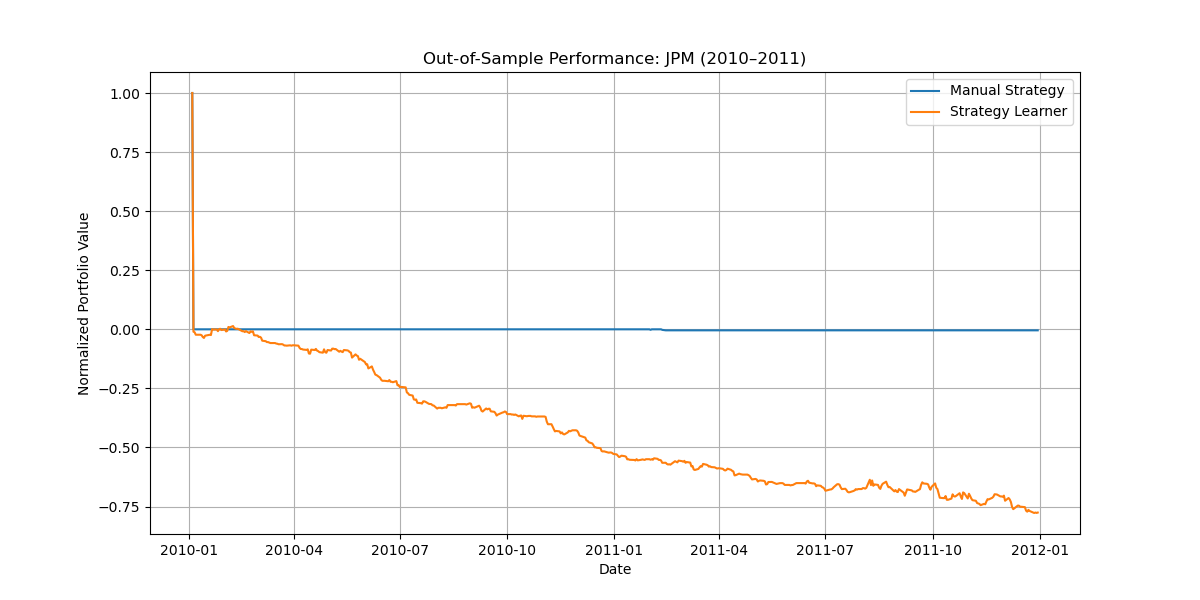 Out-of-Sample Performance: JPM (2010–2011)
Manual Strategy
Strategy Learner
Normalized Portfolio Value
1.00
0.75
0.50
0.25
0.00
−0.25
−0.50
−0.75
2010-01 2010-04 2010-07 2010-10 2011-01 2011-04 2011-07 2011-10 2012-01
Date